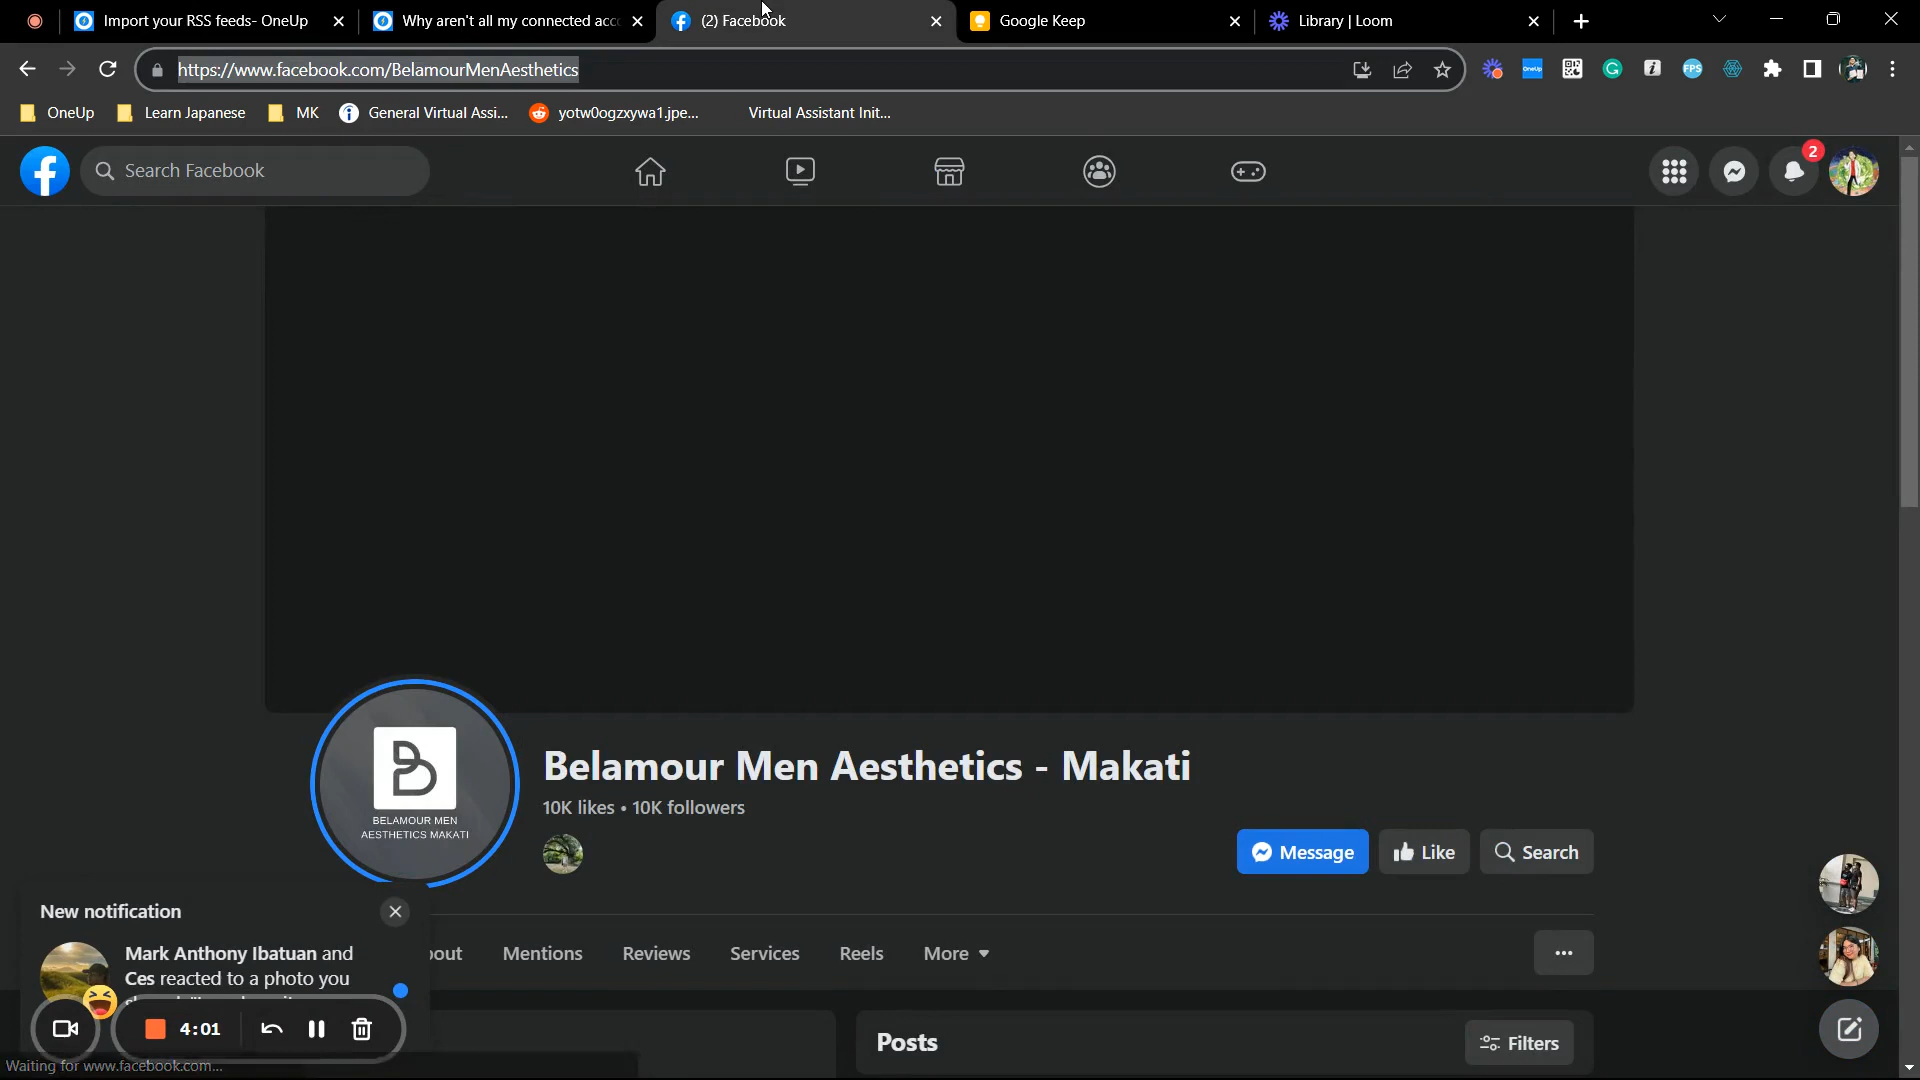 Import your RSS feeds- OneUp
Why aren't all my connected acc
(2) Facebook
Google Keep
Library | Loom
https://www.facebook.com/BelamourMenAesthetics
OneUp
FPS
OneUp
Learn Japanese
MK
General Virtual Assi...
yotw0ogzxywa1.jpe...
Virtual Assistant Init...
Search Facebook
2
BELAMOUR MEN
AESTHETICS MAKATI
Belamour Men Aesthetics - Makati
10K likes • 10K followers
Message
Like
Search
New notification
Mark Anthony Ibatuan and
Ces reacted to a photo you
bout
Mentions
Reviews
Services
Reels
More
4:01
Posts
Filters
Waiting for www.facebook.com...